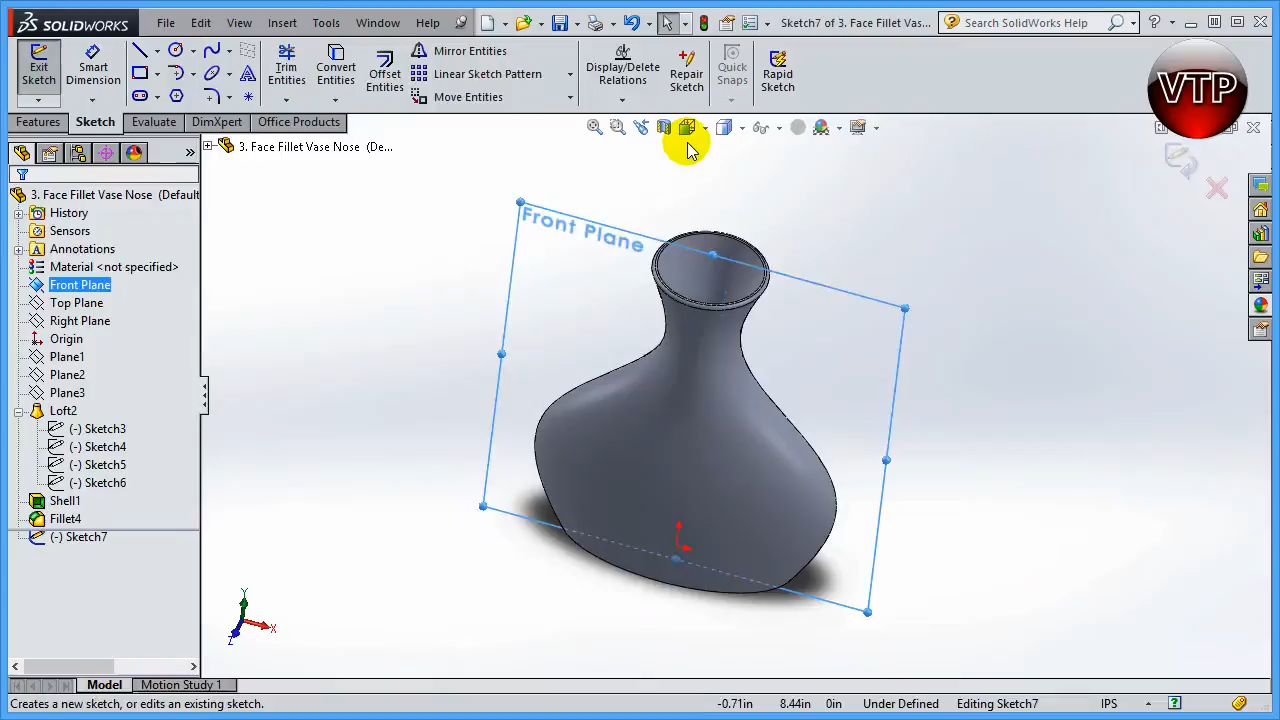 SOLIDWORKS File Edit View Insert Tools Window Help Sketch7 of 3. Face Fillet Vas... Search SolidWorks Help
Exit Sketch
Smart Dimension
Trim Entities
Convert Entities
Offset Entities
Mirror Entities
Linear Sketch Pattern
Move Entities
Display/Delete Relations
Repair Sketch
Quick Snaps
Rapid Sketch
VTP
Features Sketch Evaluate DimXpert Office Products
3. Face Fillet Vase Nose (De...
3. Face Fillet Vase Nose (Default
History
Sensors
Annotations
Material <not specified>
Front Plane
Top Plane
Right Plane
Origin
Plane1
Plane2
Plane3
Loft2
(-) Sketch3
(-) Sketch4
(-) Sketch5
(-) Sketch6
Shell1
Fillet4
(-) Sketch7
Front Plane
Y
X
Z
Model Motion Study 1
Creates a new sketch, or edits an existing sketch. -0.71in 8.44in 0in Under Defined Editing Sketch7 IPS